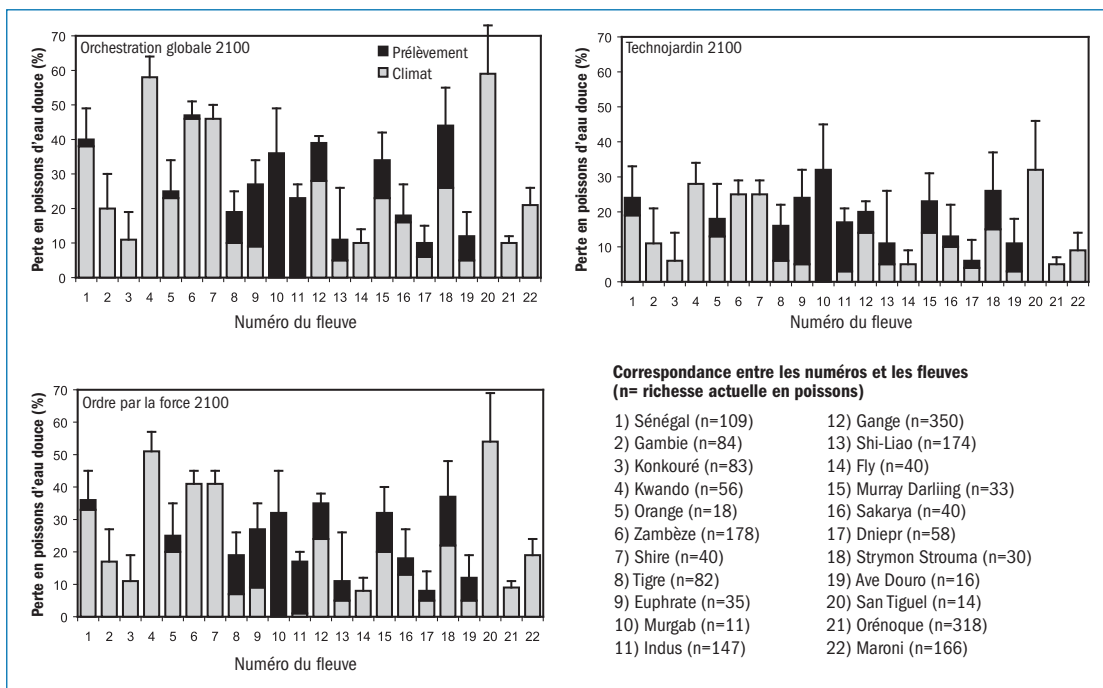 Orchestration globale 2100
Prélèvement
Climat
Perte en poissons d'eau douce (%)
70
60
50
40
30
20
10
0
1 2 3 4 5 6 7 8 9 10 11 12 13 14 15 16 17 18 19 20 21 22
Numéro du fleuve
Technojardin 2100
Perte en poissons d'eau douce (%)
70
60
50
40
30
20
10
0
1 2 3 4 5 6 7 8 9 10 11 12 13 14 15 16 17 18 19 20 21 22
Numéro du fleuve
Ordre par la force 2100
Perte en poissons d'eau douce (%)
70
60
50
40
30
20
10
0
1 2 3 4 5 6 7 8 9 10 11 12 13 14 15 16 17 18 19 20 21 22
Numéro du fleuve
Correspondance entre les numéros et les fleuves
(n= richesse actuelle en poissons)
1) Sénégal (n=109)
2) Gambie (n=84)
3) Konkouré (n=83)
4) Kwando (n=56)
5) Orange (n=18)
6) Zambèze (n=178)
7) Shire (n=40)
8) Tigre (n=82)
9) Euphrate (n=35)
10) Murgab (n=11)
11) Indus (n=147)
12) Gange (n=350)
13) Shi-Liao (n=174)
14) Fly (n=40)
15) Murray Darliing (n=33)
16) Sakarya (n=40)
17) Dniepr (n=58)
18) Strymon Strouma (n=30)
19) Ave Douro (n=16)
20) San Tiguel (n=14)
21) Orénoque (n=318)
22) Maroni (n=166)